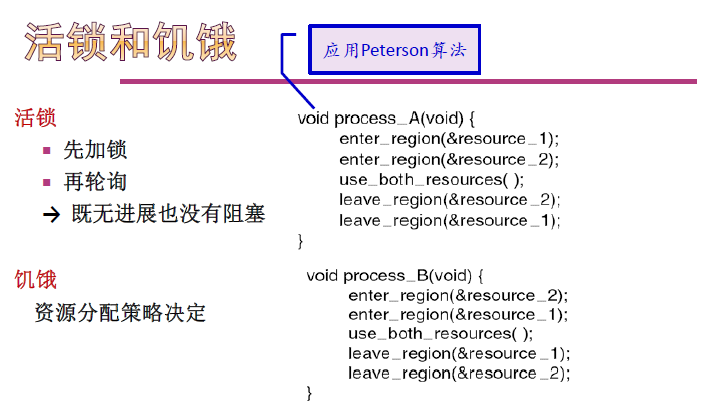 活锁和饥饿
应用Peterson算法
活锁
▪ 先加锁
▪ 再轮询
→ 既无进展也没有阻塞
饥饿
资源分配策略决定
void process_A(void) {
enter_region(&resource_1);
enter_region(&resource_2);
use_both_resources( );
leave_region(&resource_2);
leave_region(&resource_1);
}
void process_B(void) {
enter_region(&resource_2);
enter_region(&resource_1);
use_both_resources( );
leave_region(&resource_1);
leave_region(&resource_2);
}